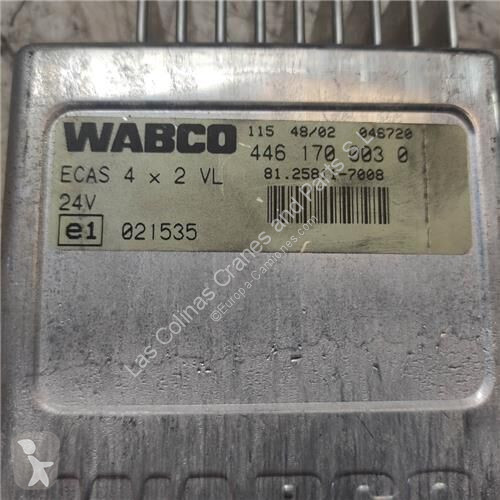 WABCO
115 48/02 048720
446 170 903 0
ECAS 4 x 2 VL
81.25811-7008
24V
e1 021535
Las Colinas Cranes and Parts S.
©Europa-Camiones.com